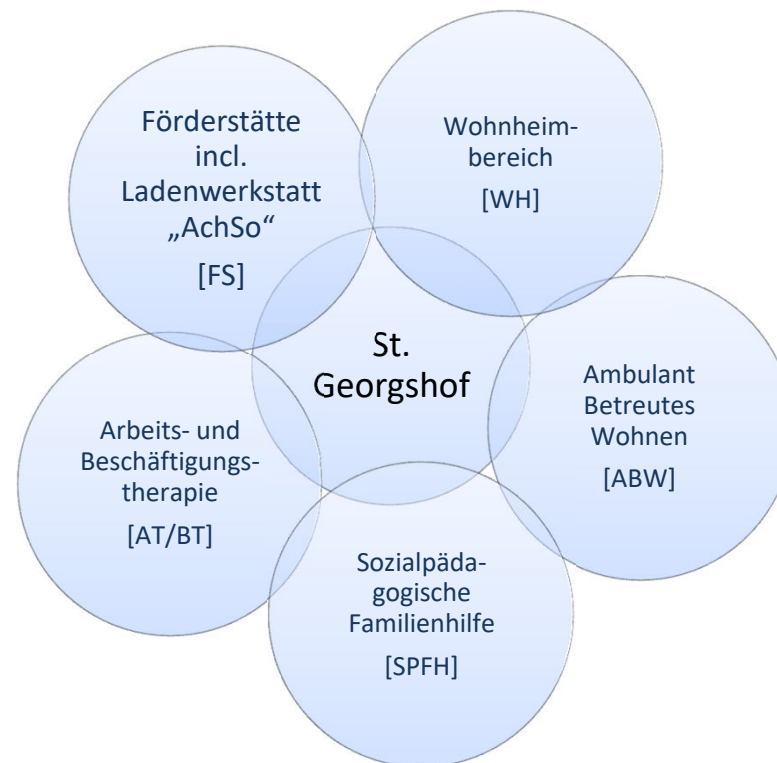 Förderstätte
incl.
Ladenwerkstatt
„AchSo“
[FS]
Wohnheim-
bereich
[WH]
St.
Georgshof
Ambulant
Betreutes
Wohnen
[ABW]
Arbeits- und
Beschäftigungs-
therapie
[AT/BT]
Sozialpäda-
gogische
Familienhilfe
[SPFH]